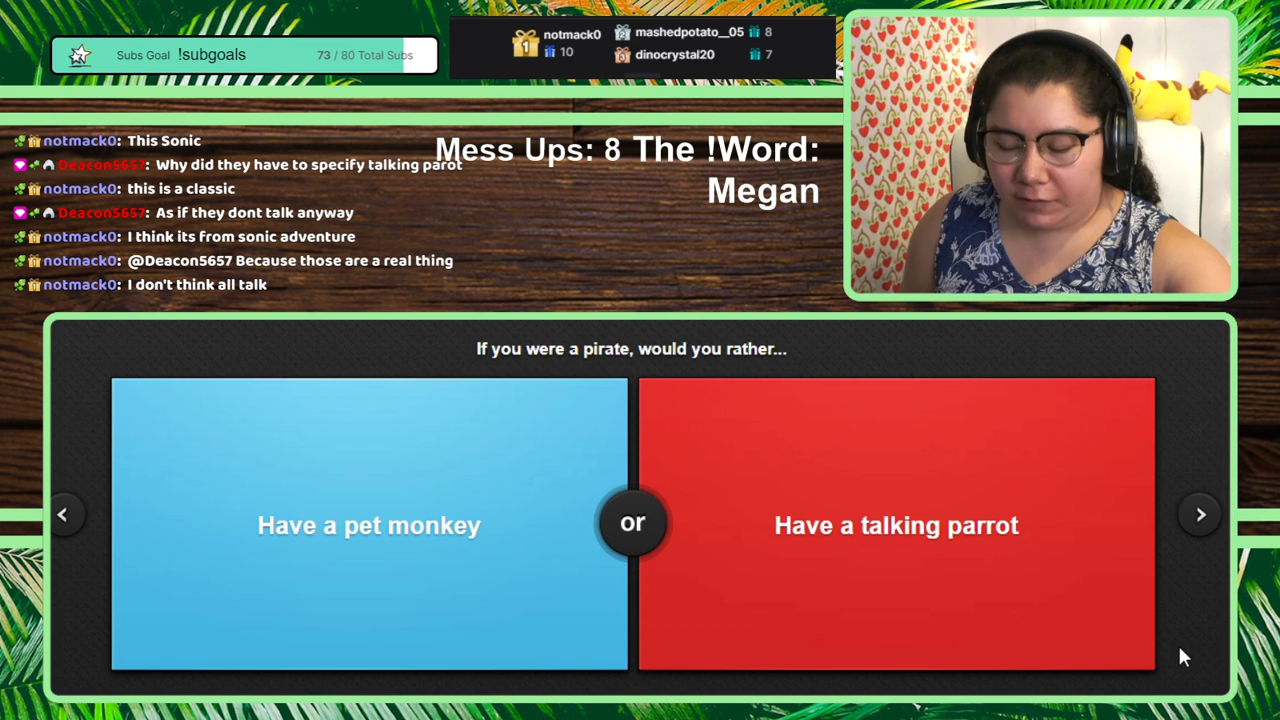 Subs Goal !subgoals 73 / 80 Total Subs
notmack0 10
mashedpotato__05 8
dinocrystal20 7
notmack0: This Sonic
Deacon5657: Why did they have to specify talking parot
notmack0: this is a classic
Deacon5657: As if they dont talk anyway
notmack0: I think its from sonic adventure
notmack0: @Deacon5657 Because those are a real thing
notmack0: I don't think all talk
Mess Ups: 8 The !Word:
Megan
If you were a pirate, would you rather...
Have a pet monkey
or
Have a talking parrot